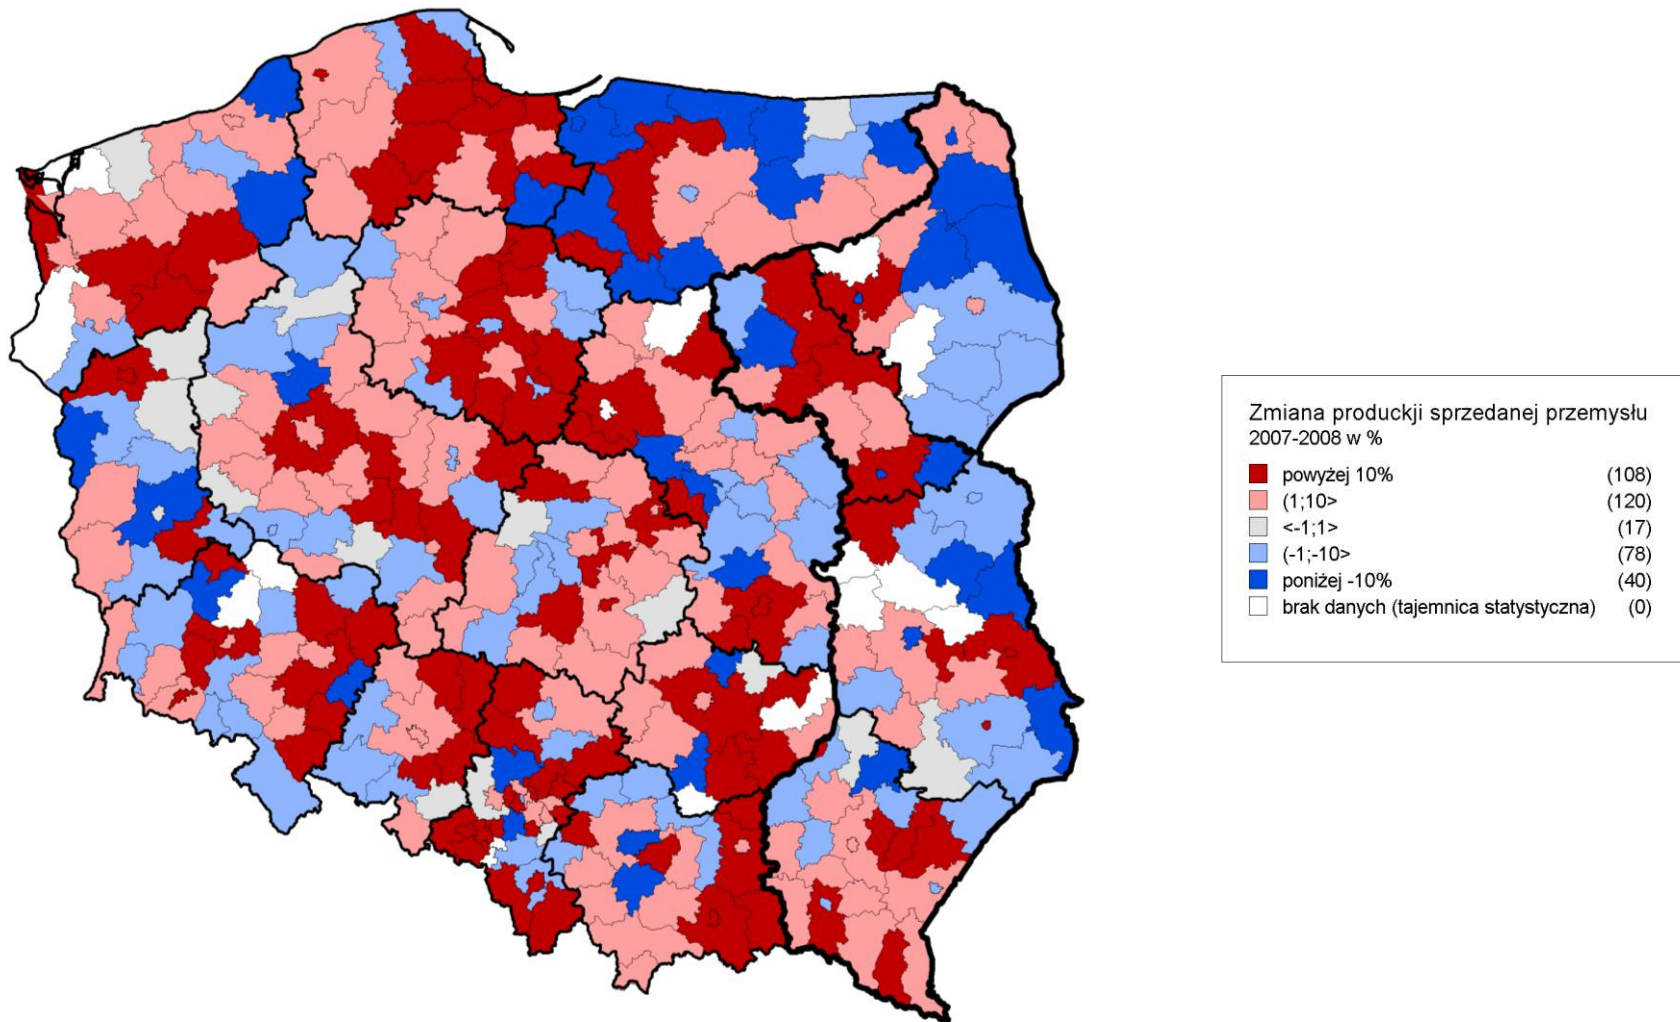 Zmiana produckji sprzedanej przemysłu
2007-2008 w %
powyżej 10% (108)
(1;10> (120)
<-1;1> (17)
(-1;-10> (78)
poniżej -10% (40)
brak danych (tajemnica statystyczna) (0)